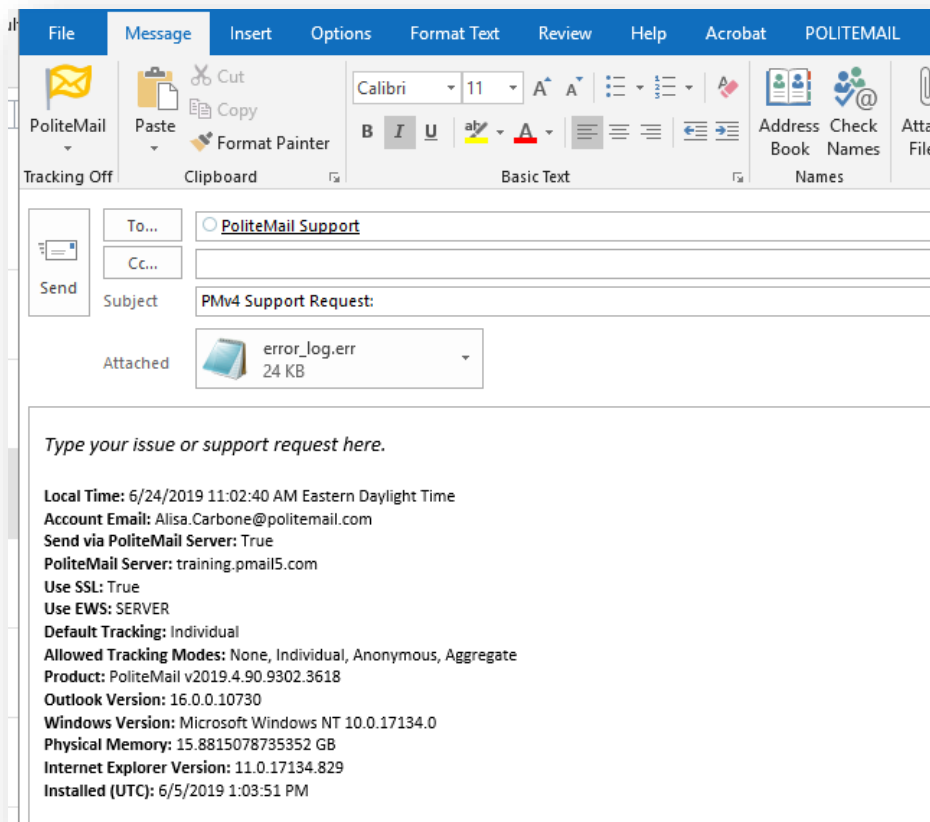 File Message Insert Options Format Text Review Help Acrobat POLITEMAIL
PoliteMail
Tracking Off
Paste
Cut
Copy
Format Painter
Clipboard
Calibri 11
B I U
Basic Text
Address Book
Check Names
Names
Send
To... PoliteMail Support
Cc...
Subject PMv4 Support Request:
Attached error_log.err
24 KB
Type your issue or support request here.
Local Time: 6/24/2019 11:02:40 AM Eastern Daylight Time
Account Email: Alisa.Carbone@politemail.com
Send via PoliteMail Server: True
PoliteMail Server: training.pmail5.com
Use SSL: True
Use EWS: SERVER
Default Tracking: Individual
Allowed Tracking Modes: None, Individual, Anonymous, Aggregate
Product: PoliteMail v2019.4.90.9302.3618
Outlook Version: 16.0.0.10730
Windows Version: Microsoft Windows NT 10.0.17134.0
Physical Memory: 15.8815078735352 GB
Internet Explorer Version: 11.0.17134.829
Installed (UTC): 6/5/2019 1:03:51 PM